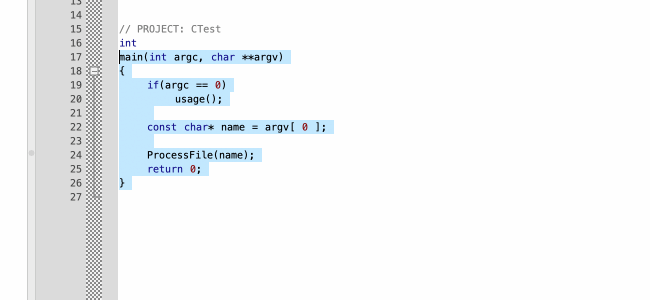 13
14
15 // PROJECT: CTest
16 int
17 main(int argc, char **argv)
18 {
19 if(argc == 0)
20 usage();
21
22 const char* name = argv[ 0 ];
23
24 ProcessFile(name);
25 return 0;
26 }
27